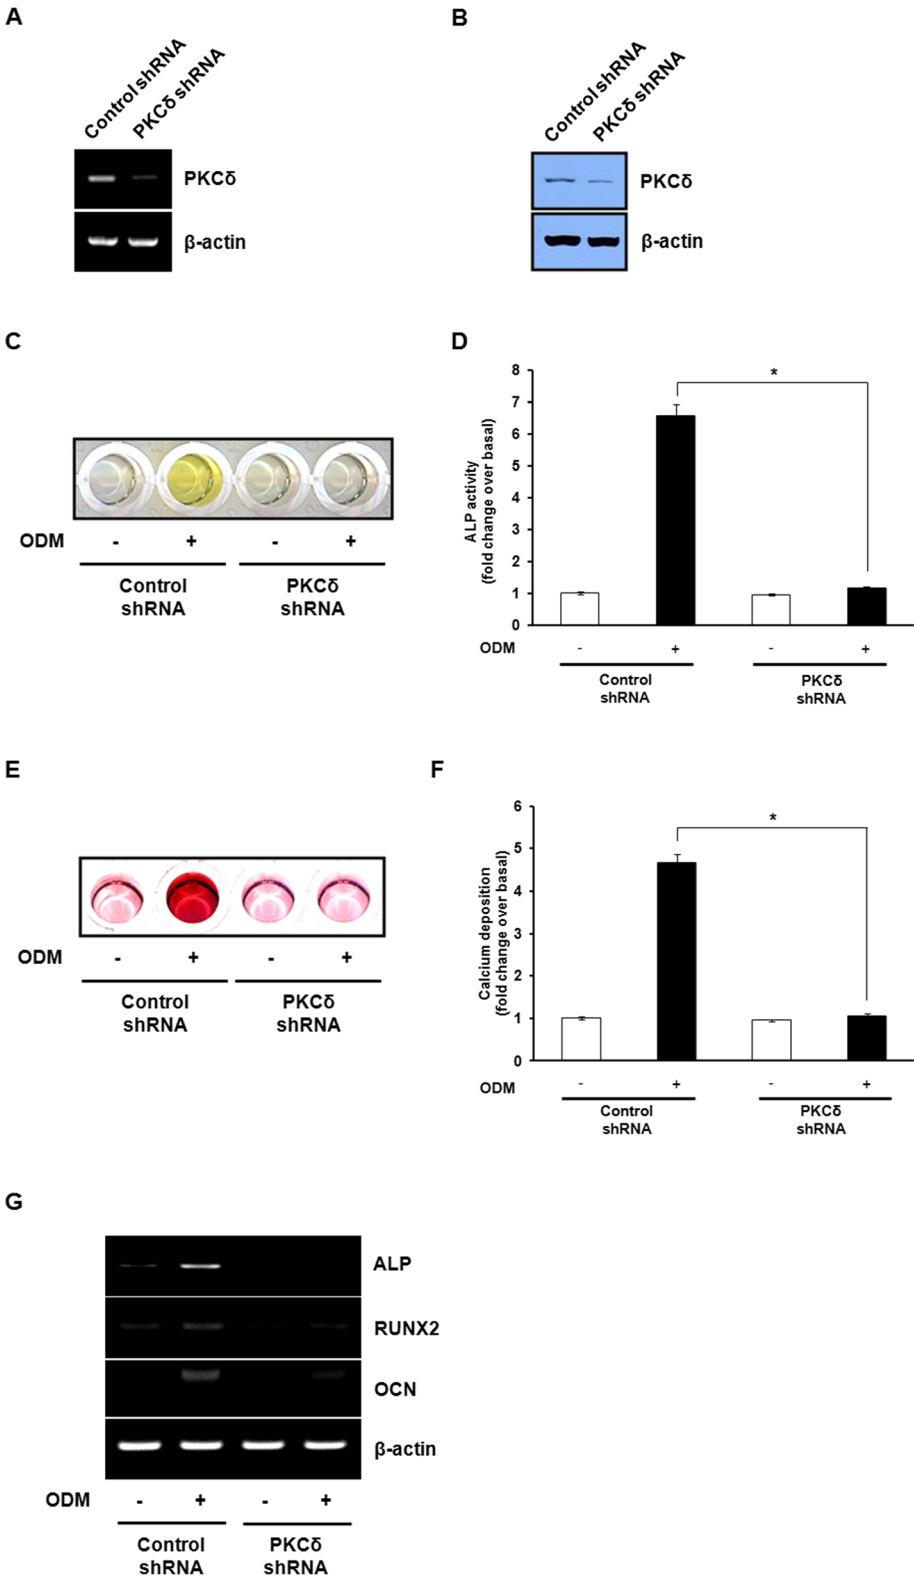 A
Control shRNA
PKCδ shRNA
PKCδ
β-actin
B
Control shRNA
PKCδ shRNA
PKCδ
β-actin
C
ODM - + - +
Control
shRNA
PKCδ
shRNA
D
ALP activity
(fold change over basal)
8
7
6
5
4
3
2
1
0
*
ODM - + - +
Control
shRNA
PKCδ
shRNA
E
ODM - + - +
Control
shRNA
PKCδ
shRNA
F
Calcium deposition
(fold change over basal)
6
5
4
3
2
1
0
*
ODM - + - +
Control
shRNA
PKCδ
shRNA
G
ALP
RUNX2
OCN
β-actin
ODM - + - +
Control
shRNA
PKCδ
shRNA